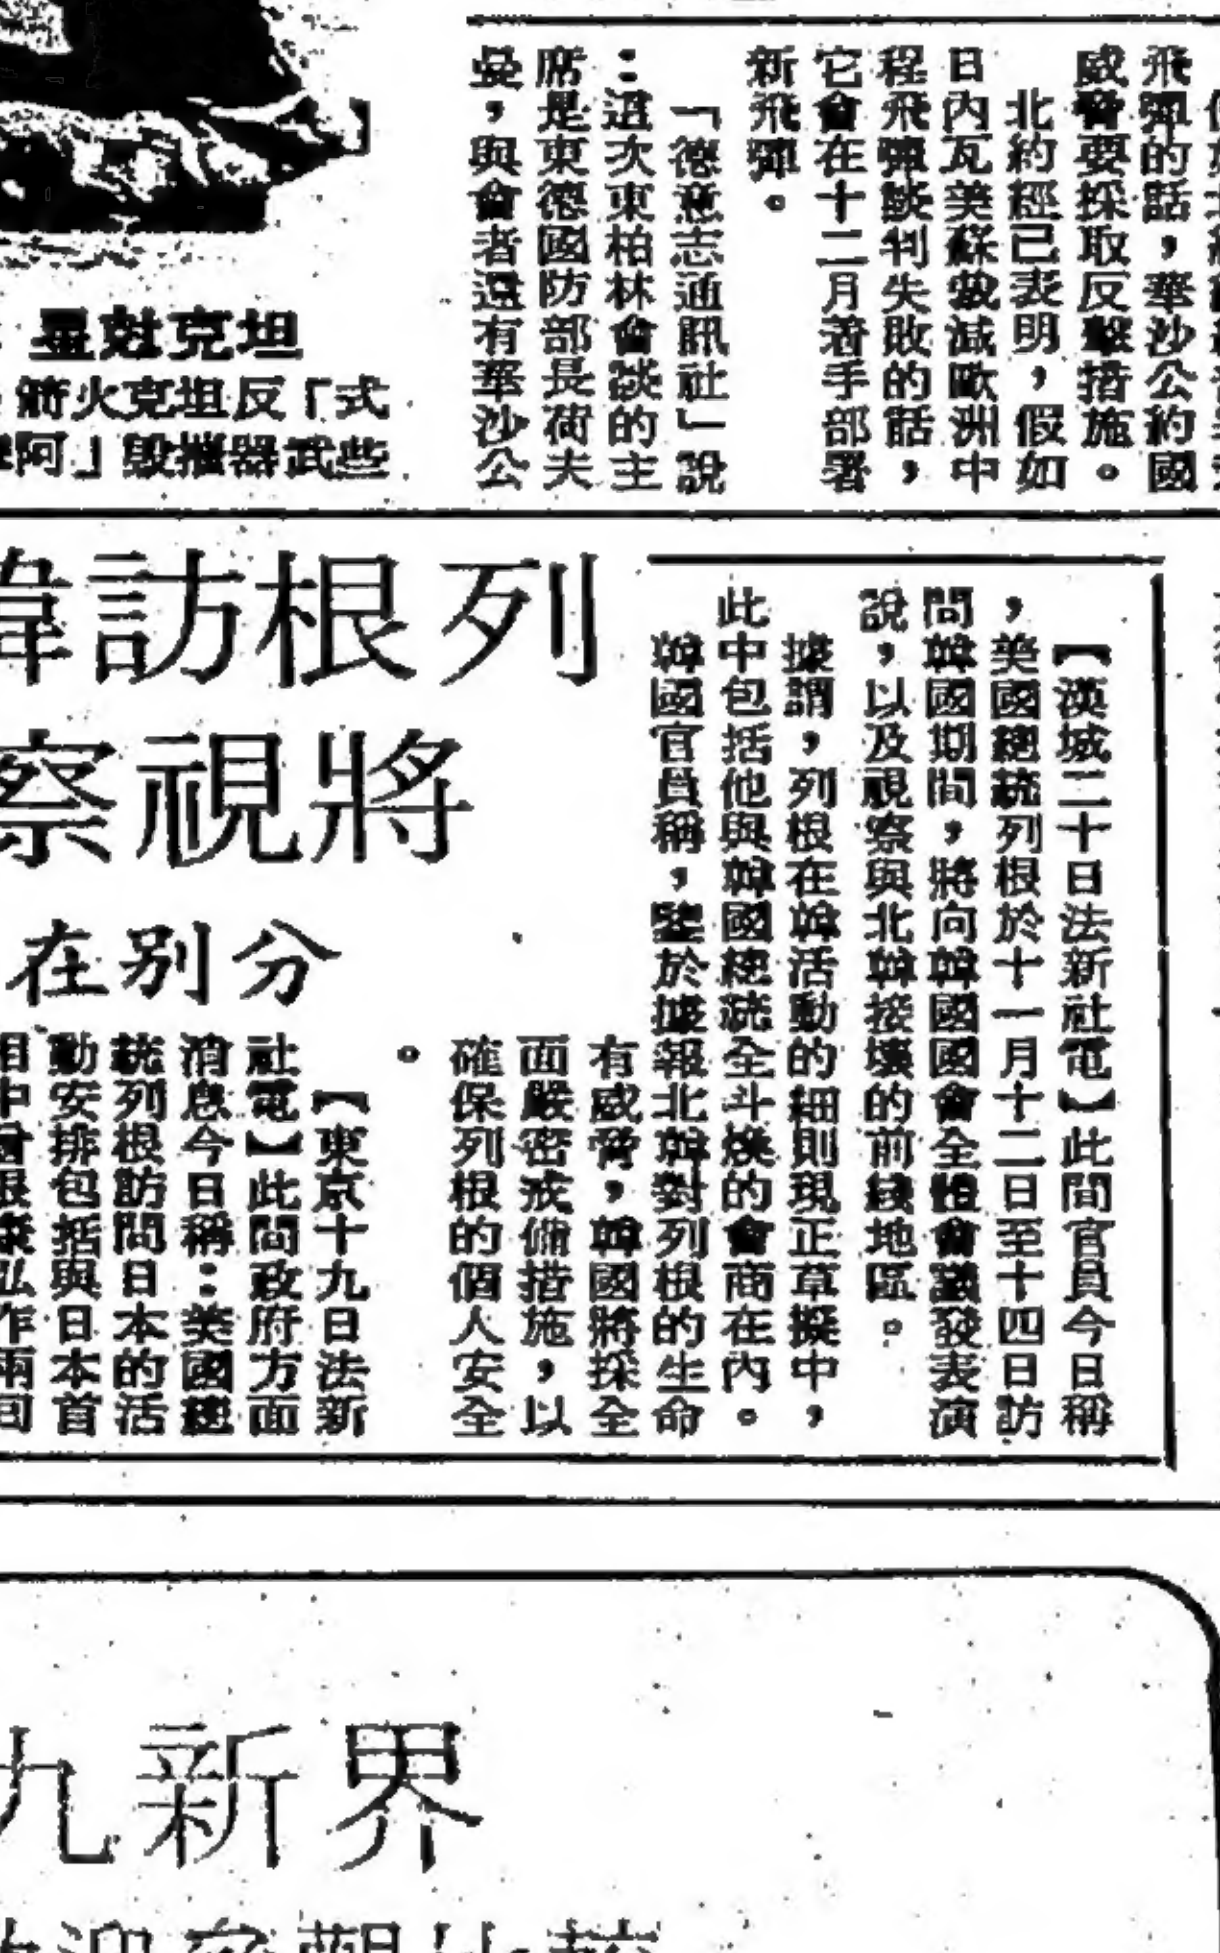 飛彈的話，華沙公約國
威脅要採取反擊措施。
北約經已表明，假如
日內瓦美蘇裁減歐洲中
程飛彈談判失敗的話，
它會在十二月着手部署
新飛彈。
「德意志通訊社」說
：這次東柏林會談的主
席是東德國防部長荷夫
曼，與會者還有華沙公
坦克尅星
式「反坦克火箭
些武器摧毀」阿
列根訪韓
將視察
分別在
【漢城二十日法新社電】此間官員今日稱
，美國總統列根於十一月十二日至十四日訪
問韓國期間，將向韓國國會全體會議發表演
說，以及視察與北韓接壤的前綫地區。
據謂，列根在韓活動的細則現正草擬中，
此中包括他與韓國總統全斗煥的會商在內。
韓國官員稱，鑒於據報北韓對列根的生命
有威脅，韓國將採全
面嚴密戒備措施，以
確保列根的個人安全
。
【東京十九日法新
社電】此間政府方面
消息今日稱：美國總
統列根訪問日本的活
動安排包括與日本首
相中曾根康弘作兩回
九新界